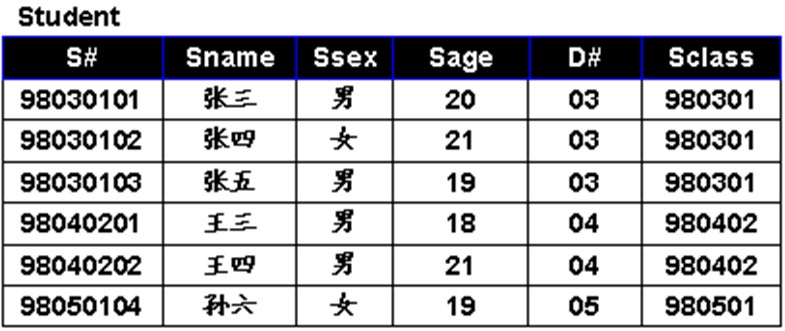 Student
S# Sname Ssex Sage D# Sclass
98030101 张三 男 20 03 980301
98030102 张四 女 21 03 980301
98030103 张五 男 19 03 980301
98040201 王三 男 18 04 980402
98040202 王四 男 21 04 980402
98050104 孙六 女 19 05 980501